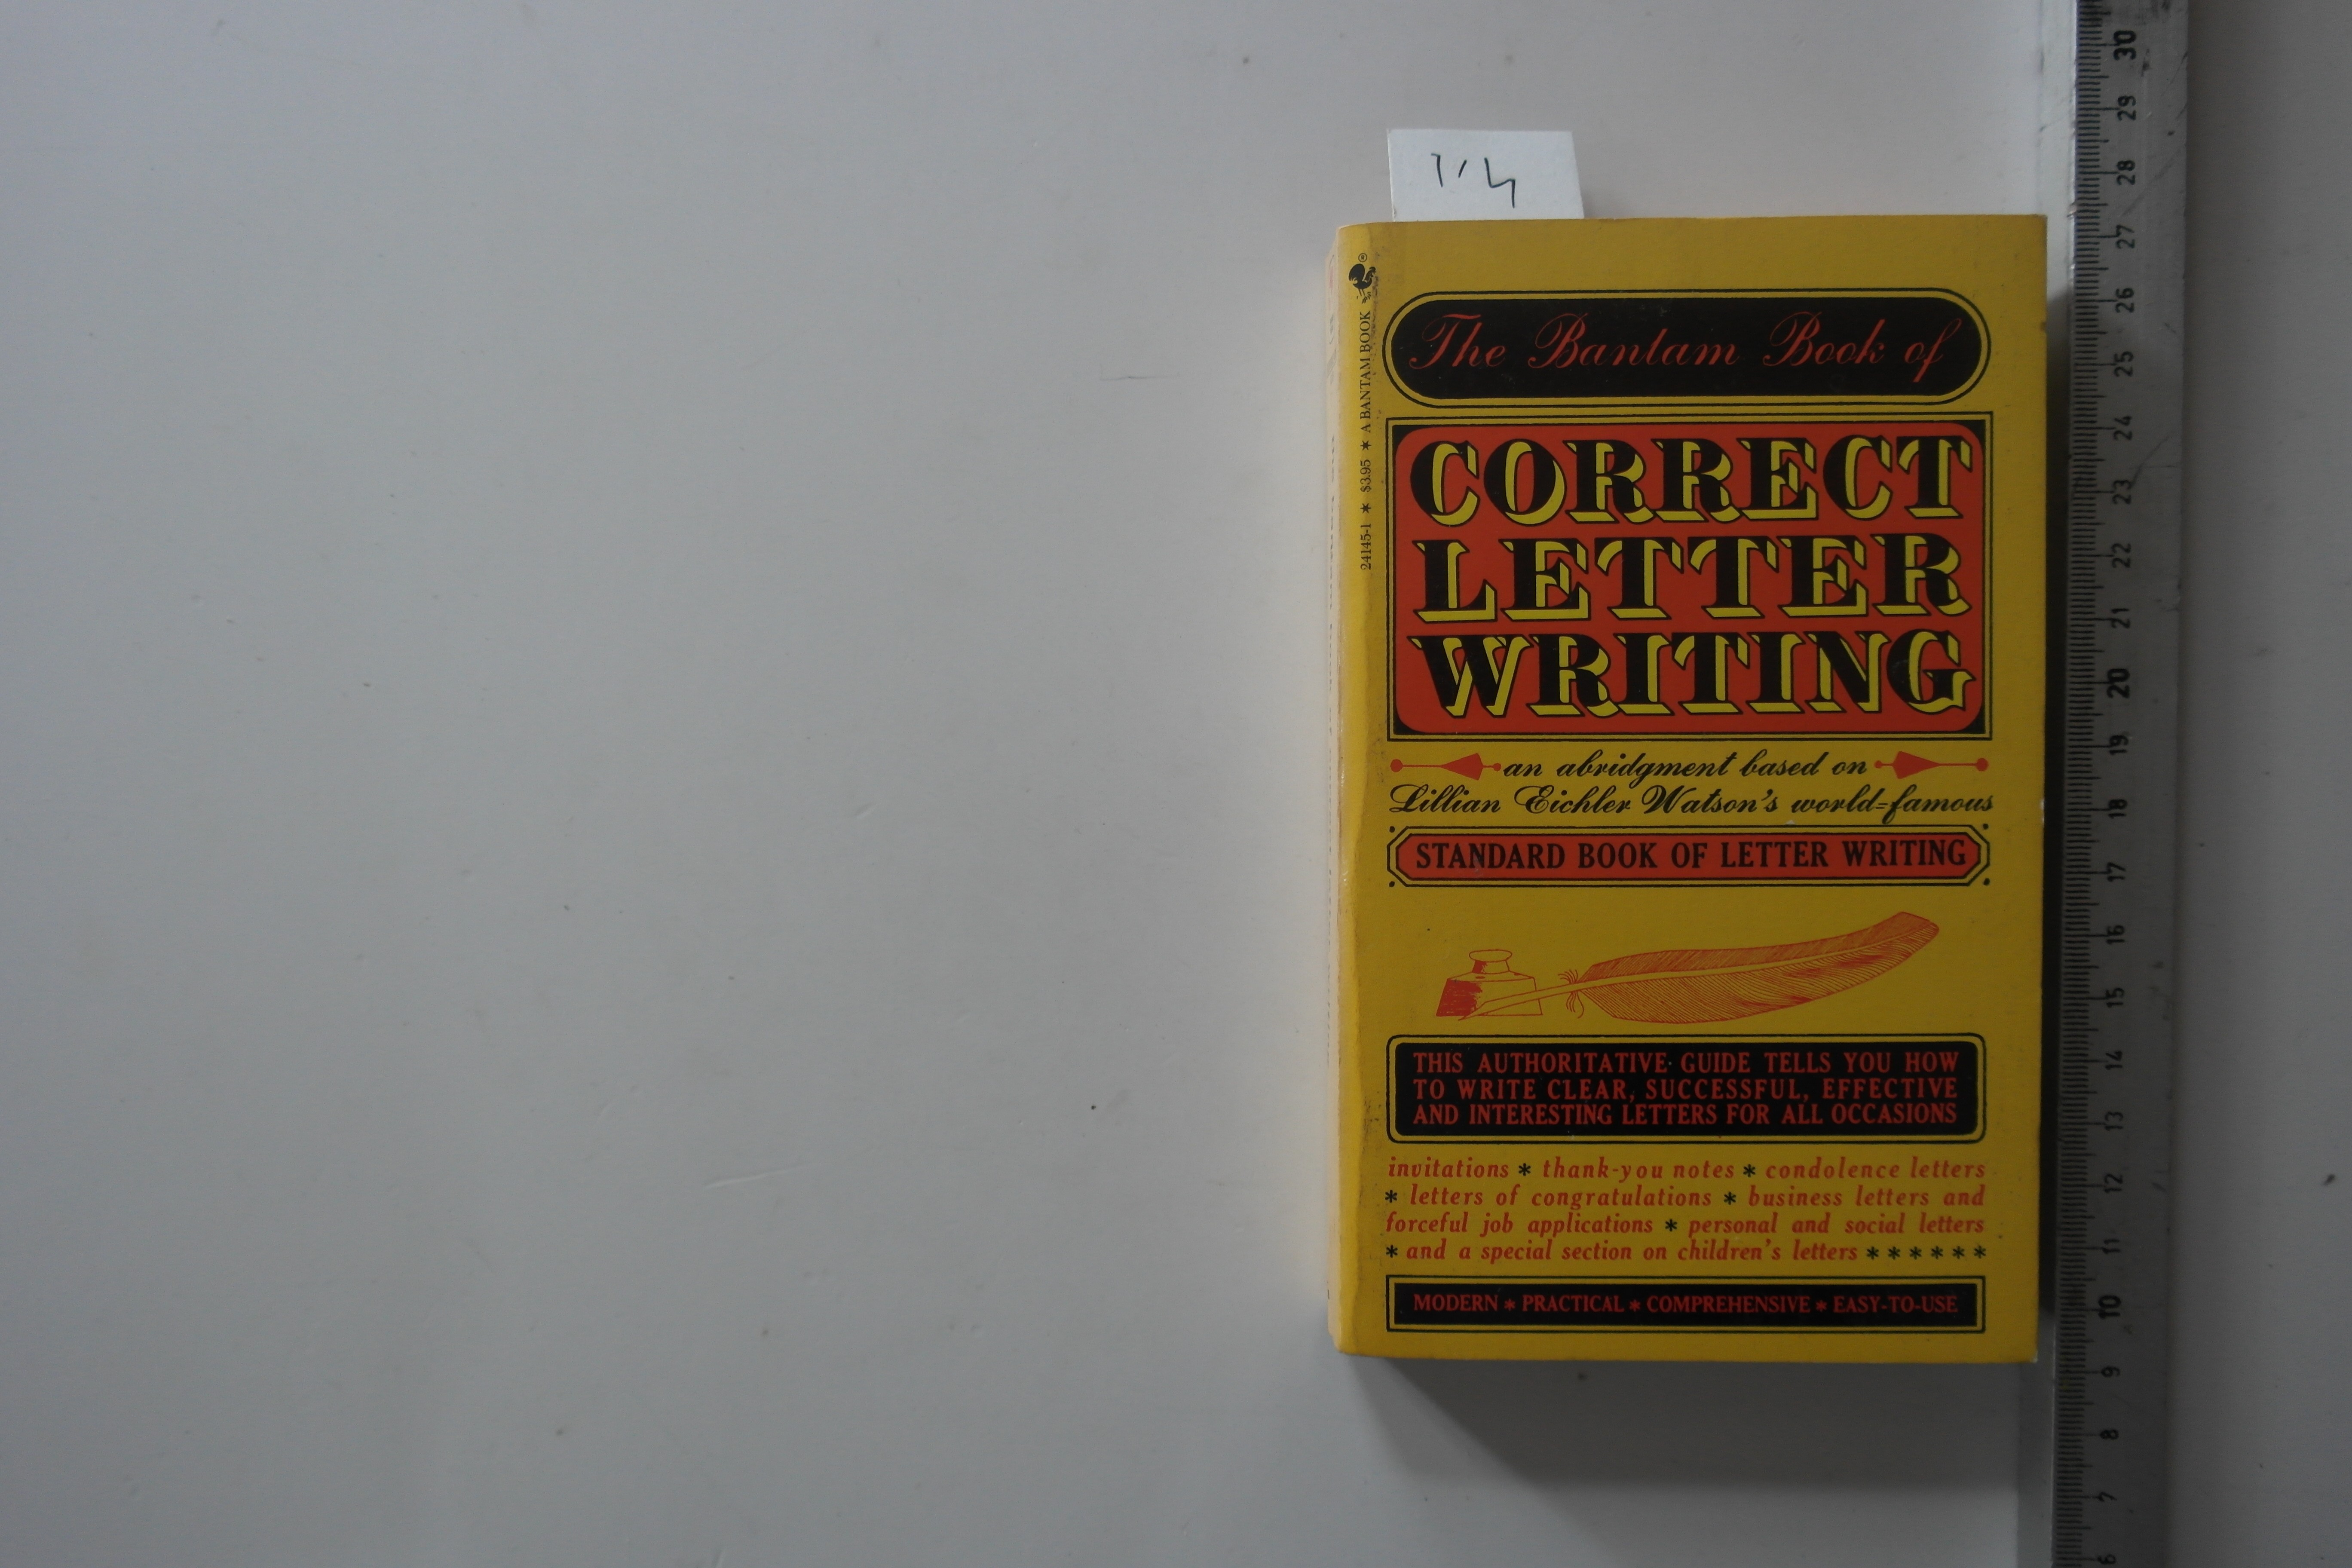 The Bantam Book of
CORRECT
LETTER
WRITING
an abridgment based on
Lillian Eichler Watson's world=famous
STANDARD BOOK OF LETTER WRITING
THIS AUTHORITATIVE GUIDE TELLS YOU HOW
TO WRITE CLEAR, SUCCESSFUL, EFFECTIVE
AND INTERESTING LETTERS FOR ALL OCCASIONS
invitations * thank-you notes * condolence letters
* letters of congratulations * business letters and
forceful job applications * personal and social letters
* and a special section on children's letters * * * * * *
MODERN * PRACTICAL * COMPREHENSIVE * EASY-TO-USE
24145-1 * $3.95 * A BANTAM BOOK
®
30
29
28
27
26
25
24
23
22
21
20
19
18
17
16
15
14
13
12
11
10
9
8
7
6